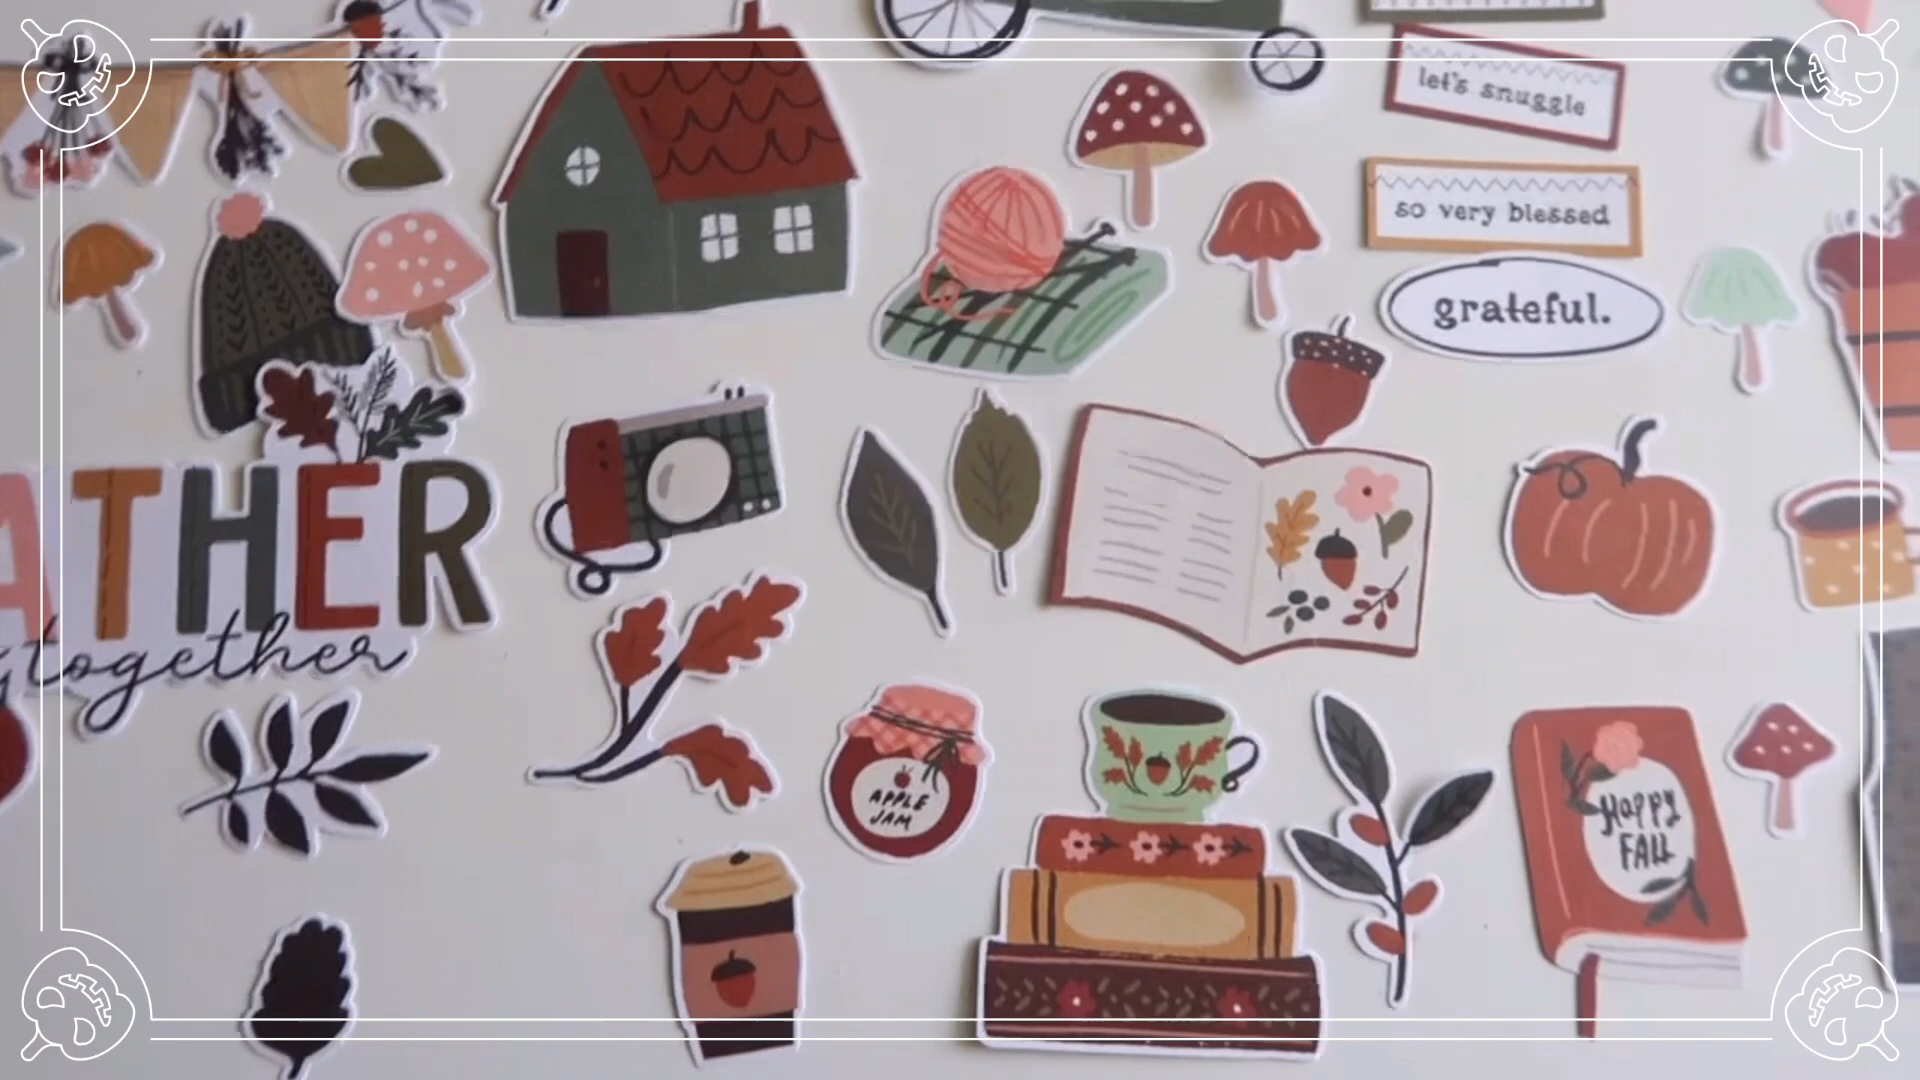 let's snuggle
so very blessed
grateful.
ATHER
together
APPLE
JAM
HAPPY
FALL